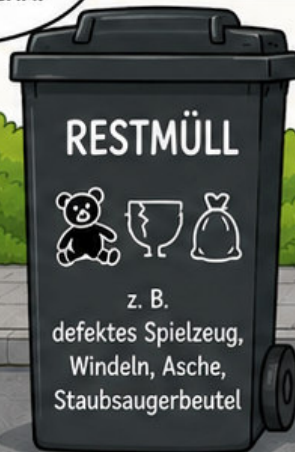 RESTMÜLL
z. B.
defektes Spielzeug,
Windeln, Asche,
Staubsaugerbeutel